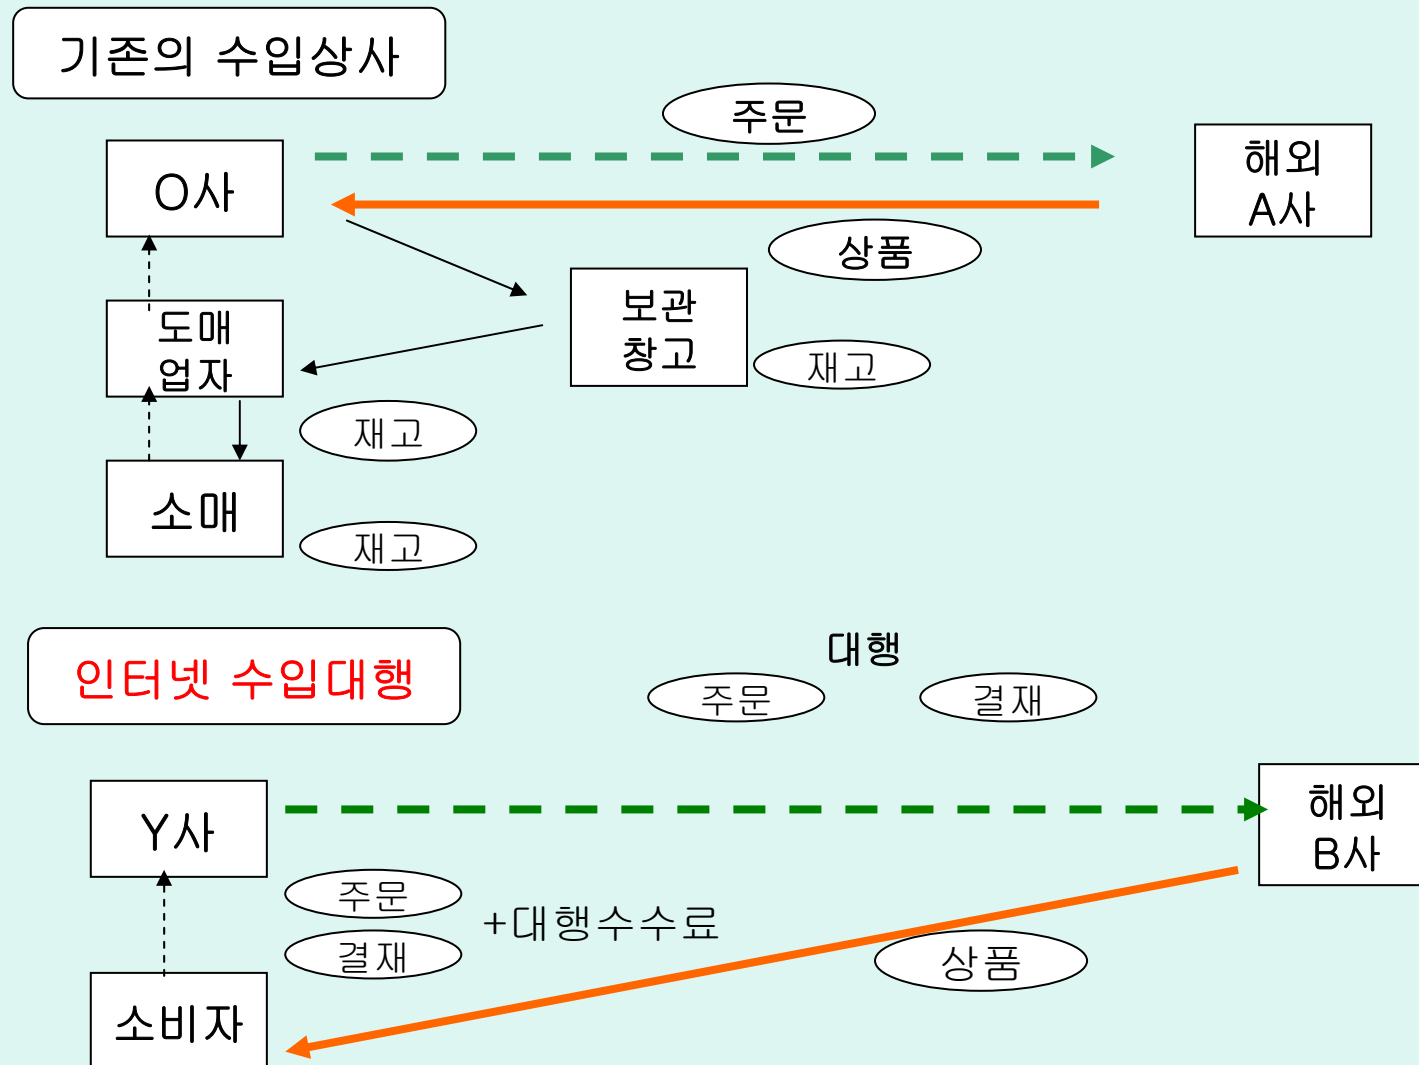 기존의 수입상사
주문
O사
해외
A사
상품
도매
업자
보관
창고
재고
재고
소매
재고
인터넷 수입대행
대행
주문
결재
Y사
해외
B사
주문
+대행수수료
결재
상품
소비자